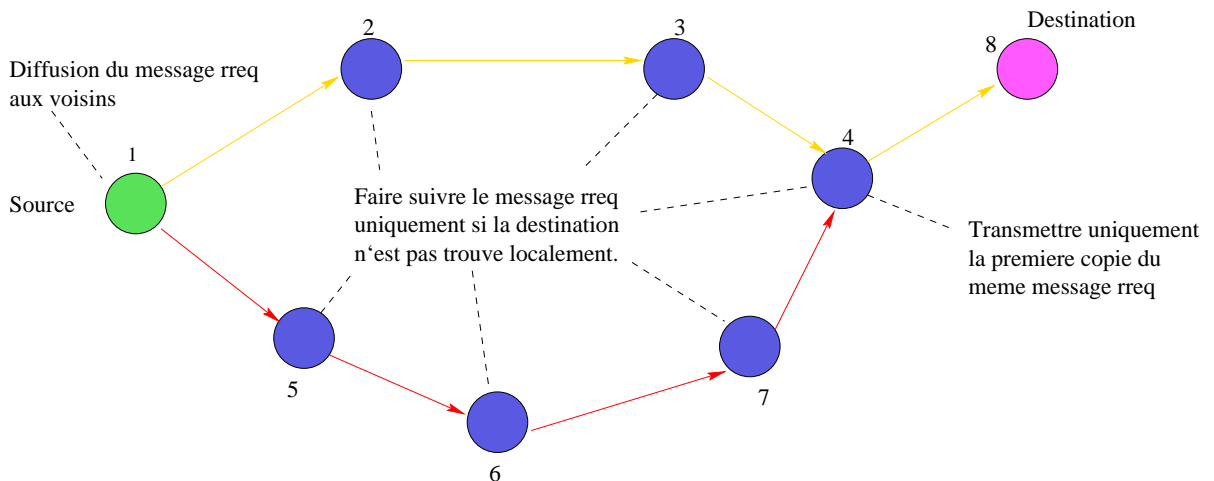 Destination
2
3
8
Diffusion du message rreq
aux voisins
1
4
Source
Faire suivre le message rreq
uniquement si la destination
n‘est pas trouve localement.
Transmettre uniquement
la premiere copie du
meme message rreq
5
7
6